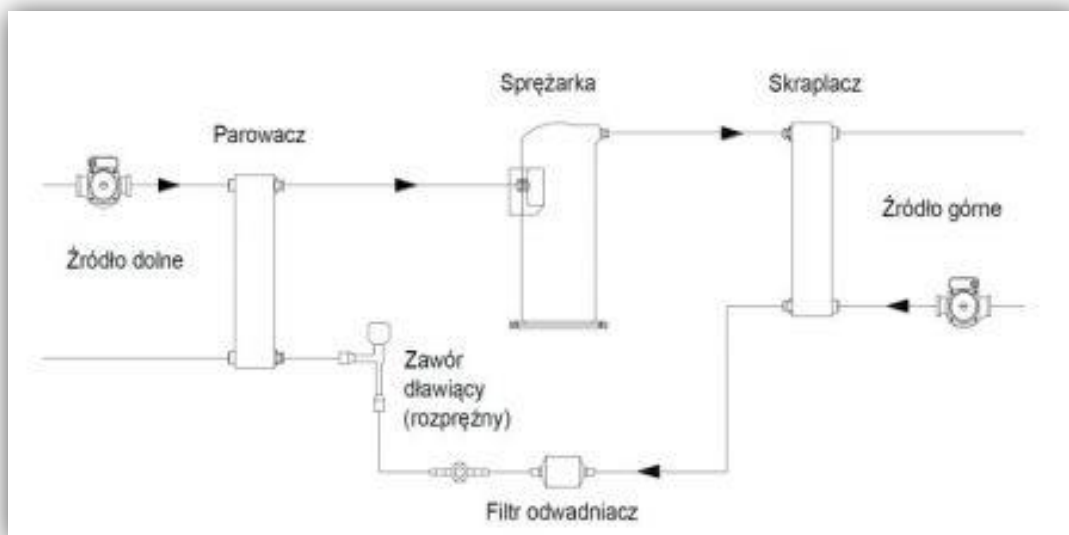 Sprężarka
Skraplacz
Parowacz
Źródło górne
Źródło dolne
Zawór
dławiący
(rozprężny)
Filtr odwadniacz